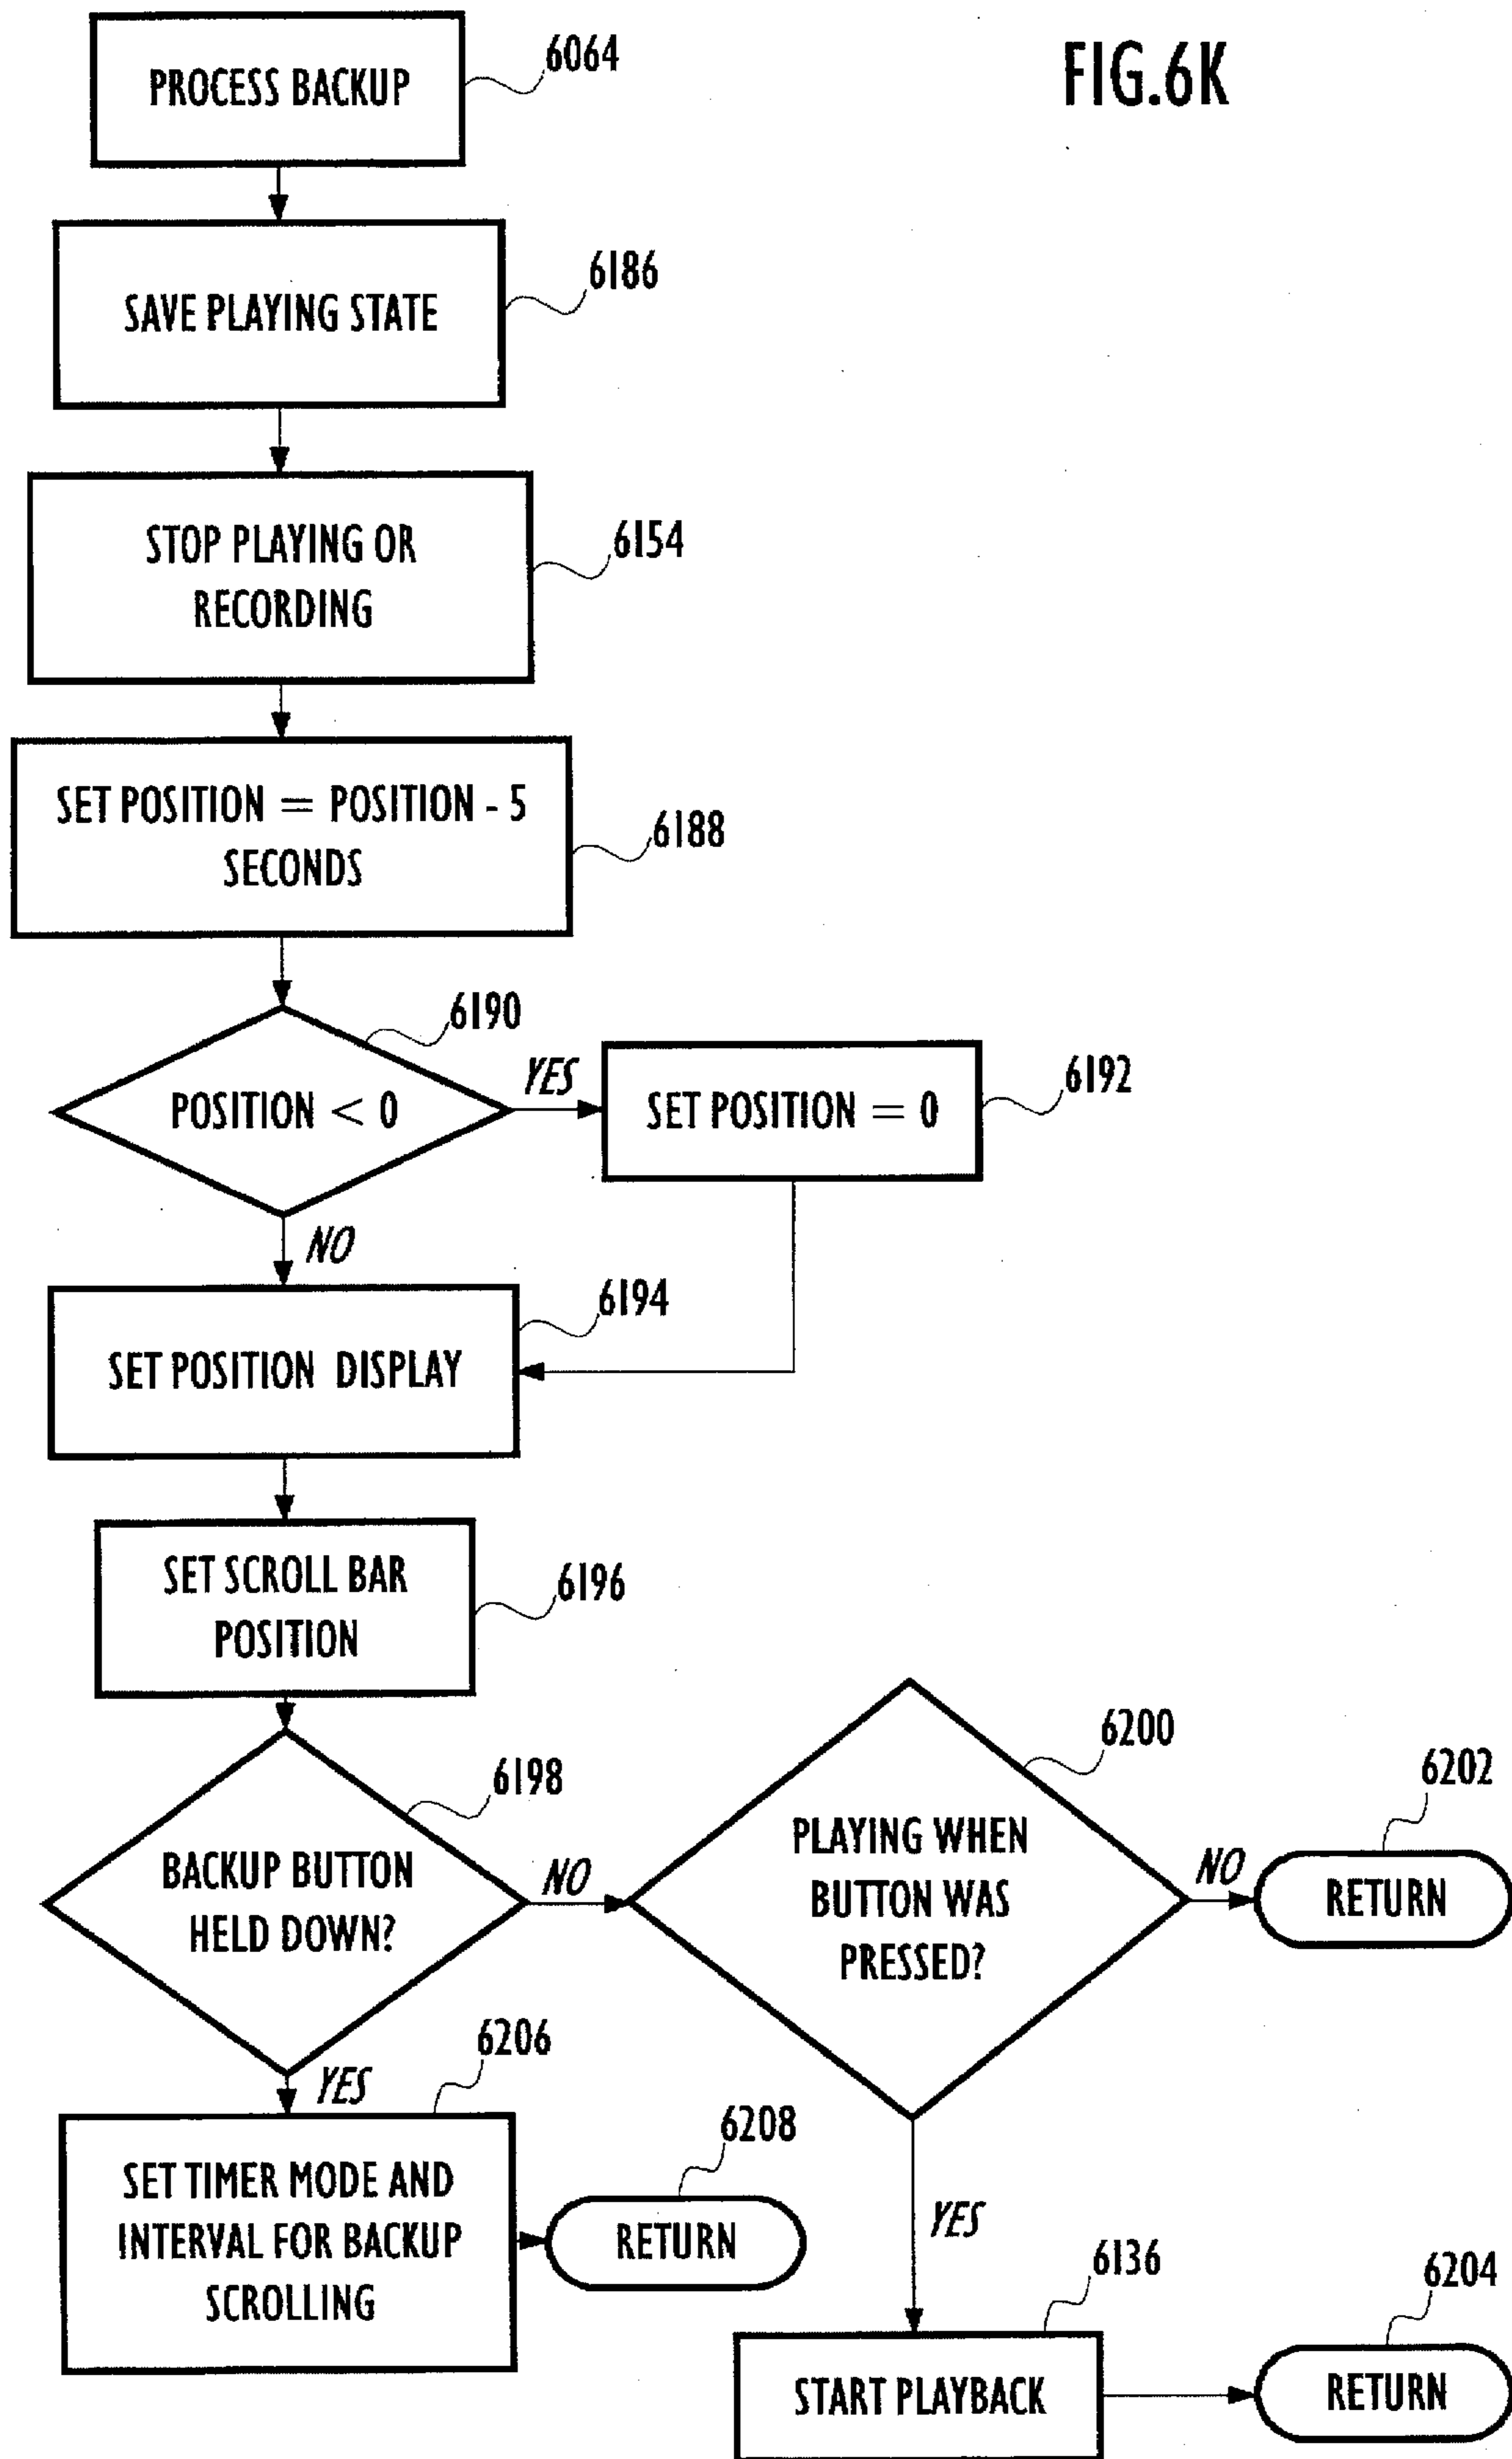 FIG.6K
PROCESS BACKUP
6064
SAVE PLAYING STATE
6186
STOP PLAYING OR
RECORDING
6154
SET POSITION = POSITION - 5
SECONDS
6188
POSITION < 0
6190
YES
SET POSITION = 0
6192
NO
SET POSITION DISPLAY
6194
SET SCROLL BAR
POSITION
6196
BACKUP BUTTON
HELD DOWN?
6198
NO
PLAYING WHEN
BUTTON WAS
PRESSED?
6200
NO
RETURN
6202
YES
SET TIMER MODE AND
INTERVAL FOR BACKUP
SCROLLING
6206
RETURN
6208
YES
START PLAYBACK
6136
RETURN
6204